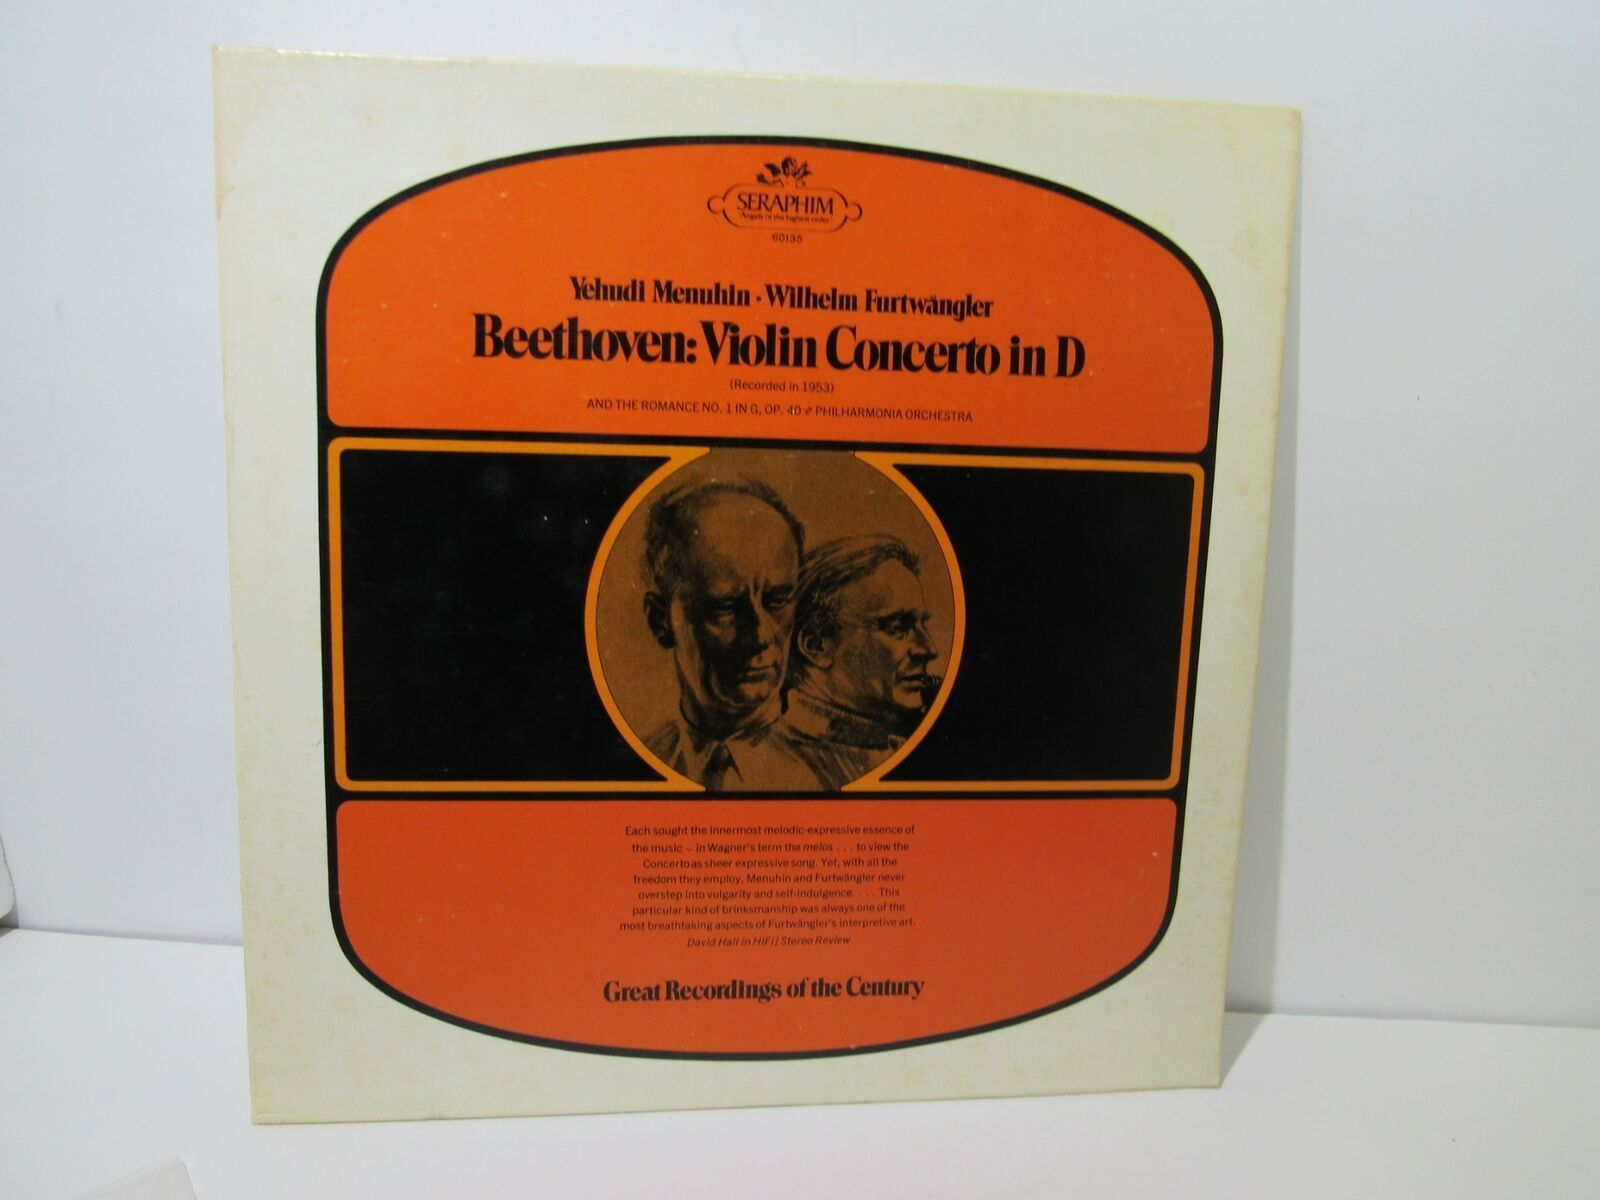 SERAPHIM
"Angels of the highest order"
60135
Yehudi Menuhin · Wilhelm Furtwängler
Beethoven: Violin Concerto in D
(Recorded in 1953)
AND THE ROMANCE NO. 1 IN G, OP. 40 PHILHARMONIA ORCHESTRA
Each sought the innermost melodic-expressive essence of
the music — in Wagner's term the melos . . . to view the
Concerto as sheer expressive song. Yet, with all the
freedom they employ, Menuhin and Furtwängler never
overstep into vulgarity and self-indulgence. . . . This
particular kind of brinksmanship was always one of the
most breathtaking aspects of Furtwängler's interpretive art.
David Hall in HiFi / Stereo Review
Great Recordings of the Century